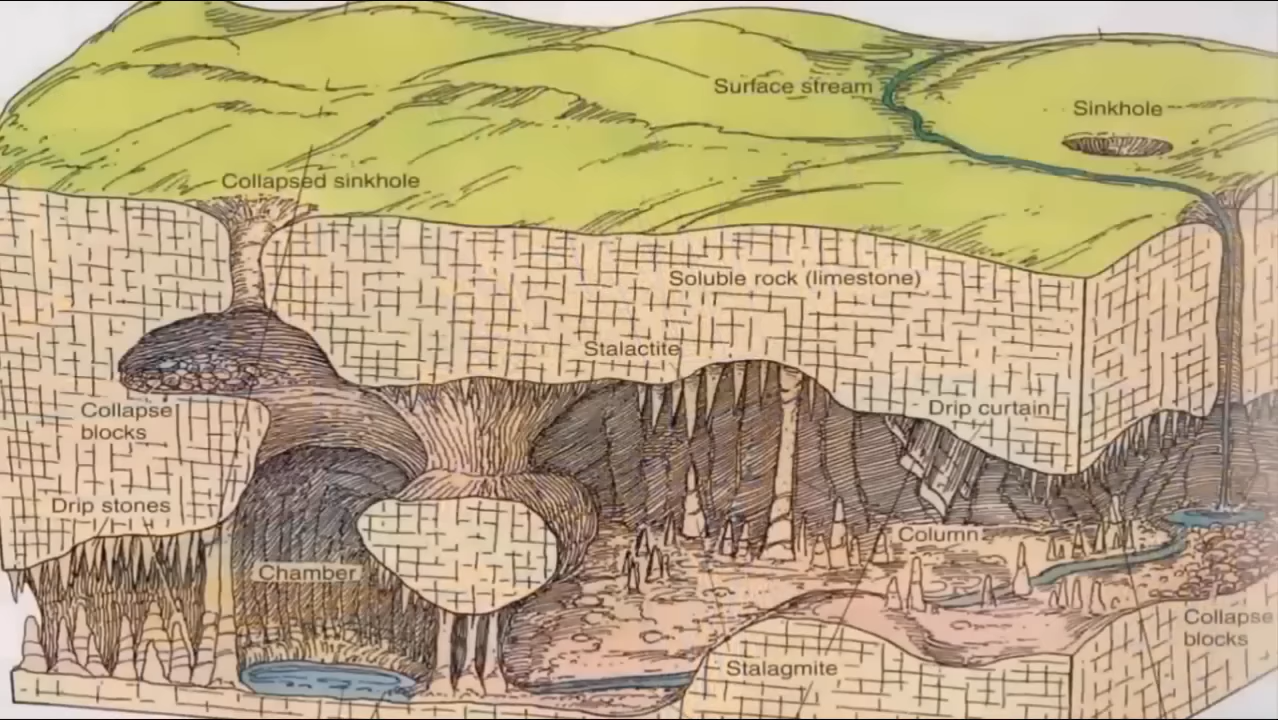 Surface stream
Sinkhole
Collapsed sinkhole
Soluble rock (limestone)
Stalactite
Collapse
blocks
Drip curtain
Drip stones
Column
Chamber
Collapse
blocks
Stalagmite